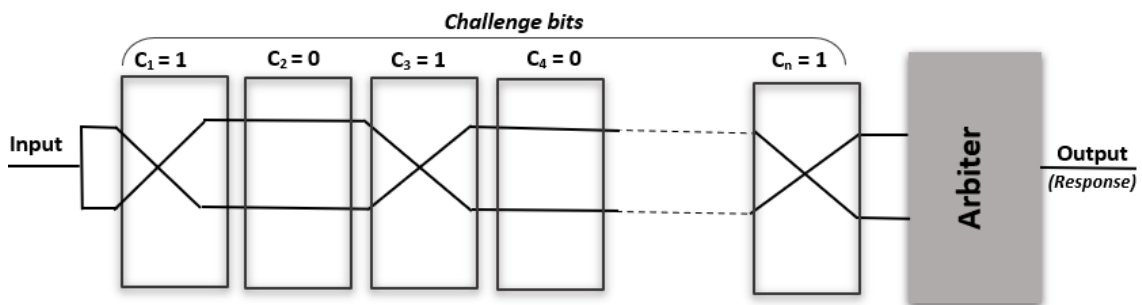 Challenge bits
C₁ = 1 C₂ = 0 C₃ = 1 C₄ = 0 Cₙ = 1
Input
Arbiter
Output
(Response)